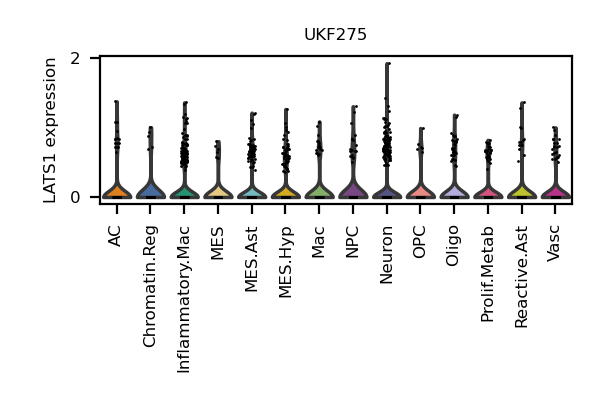 UKF275
LATS1 expression
2
0
AC
Chromatin.Reg
Inflammatory.Mac
MES
MES.Ast
MES.Hyp
Mac
NPC
Neuron
OPC
Oligo
Prolif.Metab
Reactive.Ast
Vasc